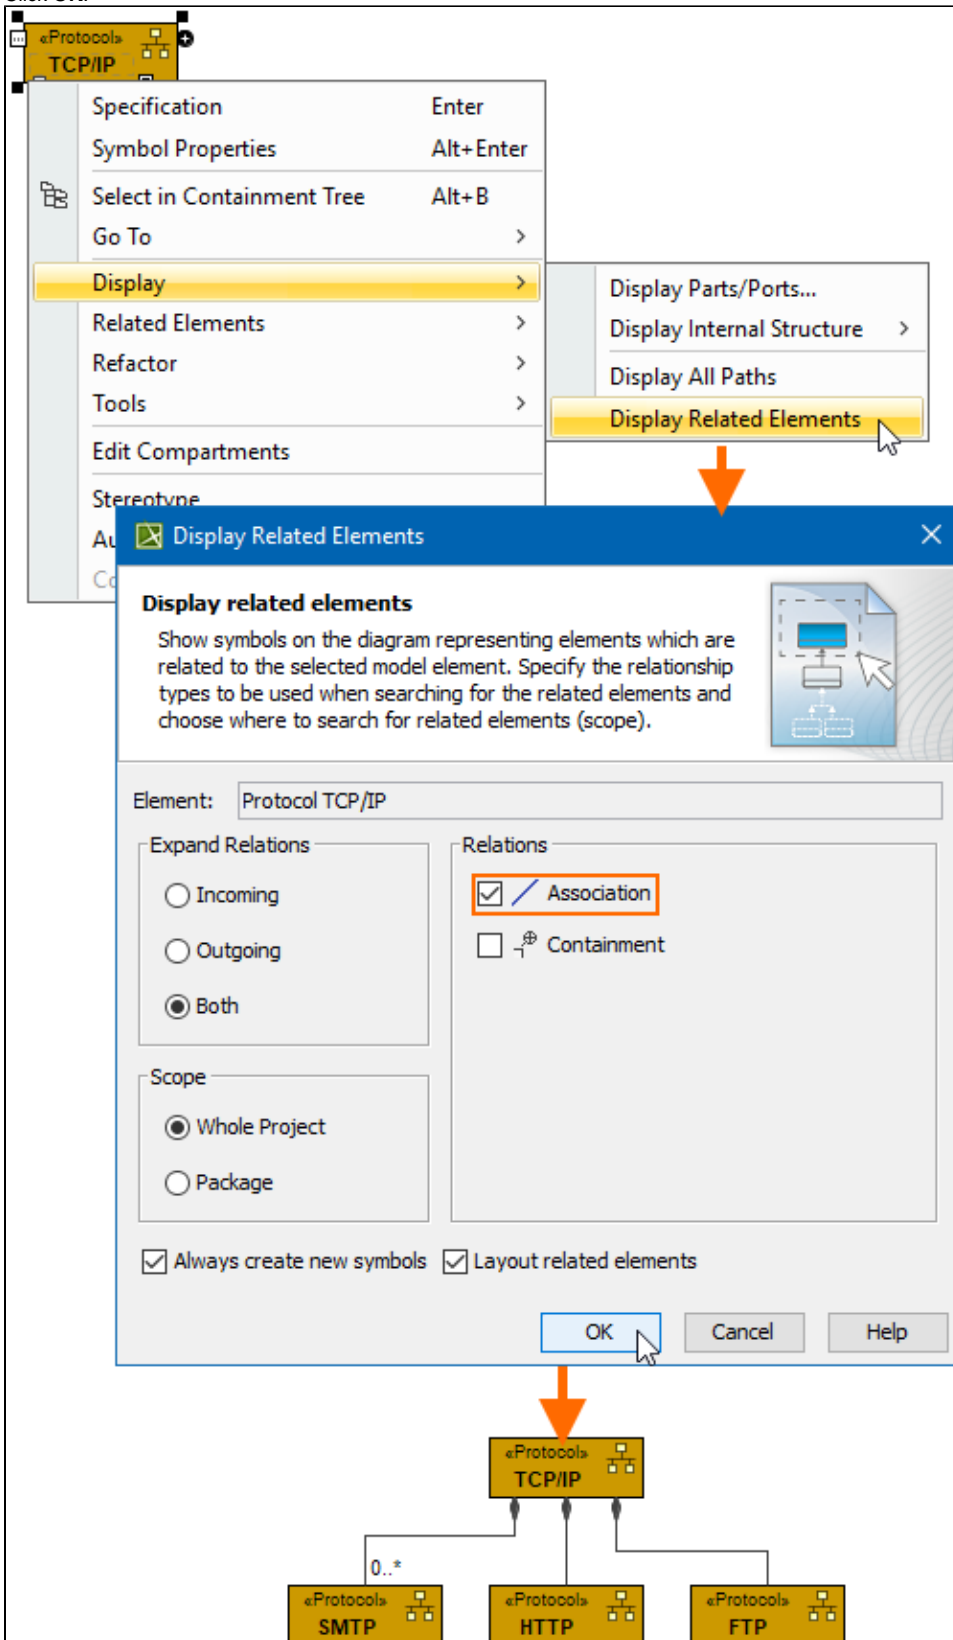 Click OK.
«Protocol»
TCP/IP
Specification Enter
Symbol Properties Alt+Enter
Select in Containment Tree Alt+B
Go To >
Display >
Related Elements >
Refactor >
Tools >
Edit Compartments
Stereotype
Au
Co
Display Parts/Ports...
Display Internal Structure >
Display All Paths
Display Related Elements
Display Related Elements
Display related elements
Show symbols on the diagram representing elements which are
related to the selected model element. Specify the relationship
types to be used when searching for the related elements and
choose where to search for related elements (scope).
Element: Protocol TCP/IP
Expand Relations
Incoming
Outgoing
Both
Relations
Association
Containment
Scope
Whole Project
Package
Always create new symbols
Layout related elements
OK Cancel Help
«Protocol»
TCP/IP
0..*
«Protocol» «Protocol» «Protocol»
SMTP HTTP FTP